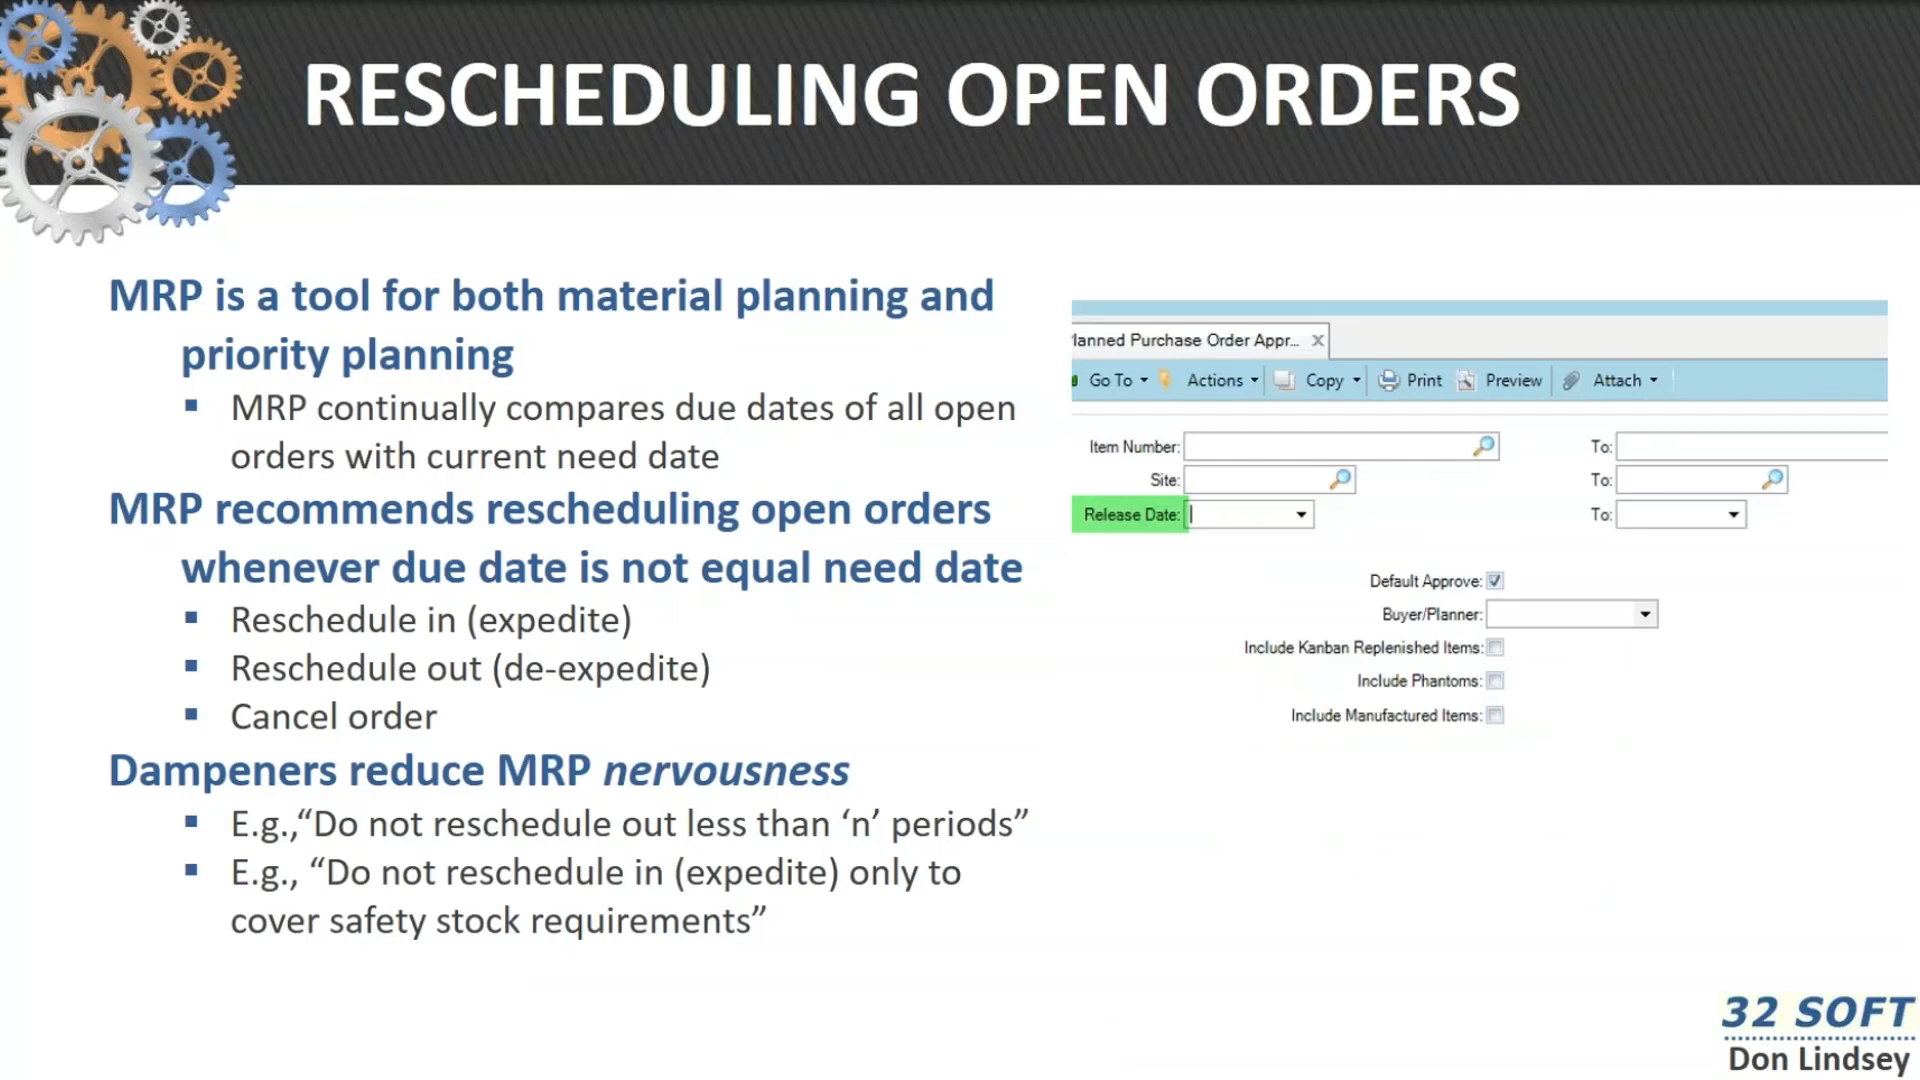 RESCHEDULING OPEN ORDERS
MRP is a tool for both material planning and
priority planning
▪ MRP continually compares due dates of all open
orders with current need date
MRP recommends rescheduling open orders
whenever due date is not equal need date
▪ Reschedule in (expedite)
▪ Reschedule out (de-expedite)
▪ Cancel order
Dampeners reduce MRP nervousness
▪ E.g.,“Do not reschedule out less than ‘n’ periods”
▪ E.g., “Do not reschedule in (expedite) only to
cover safety stock requirements”
lanned Purchase Order Appr...
Go To Actions Copy Print Preview Attach
Item Number: To:
Site: To:
Release Date: To:
Default Approve:
Buyer/Planner:
Include Kanban Replenished Items:
Include Phantoms:
Include Manufactured Items:
32 SOFT
Don Lindsey